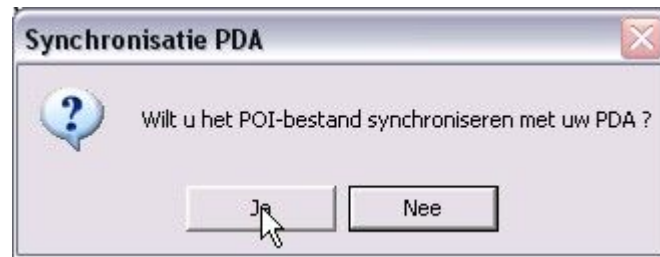 Synchronisatie PDA
Wilt u het POI-bestand synchroniseren met uw PDA ?
Ja Nee